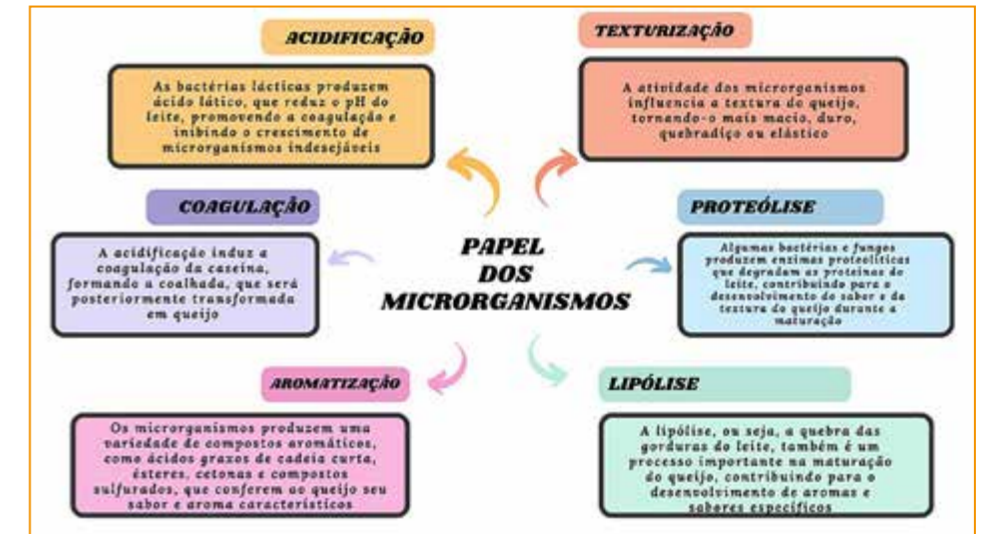 ACIDIFICAÇÃO
As bactérias lácticas produzem
ácido lático, que reduz o pH do
leite, promovendo a coagulação e
inibindo o crescimento de
microrganismos indesejáveis
TEXTURIZAÇÃO
A atividade dos microrganismos
influencia a textura do queijo,
tornando-o mais macio, duro,
quebradiço ou elástico
COAGULAÇÃO
A acidificação induz a
coagulação da caseína,
formando a coalhada, que será
posteriormente transformada
em queijo
PAPEL
DOS
MICRORGANISMOS
PROTEÓLISE
Algumas bactérias e fungos
produzem enzimas proteolíticas
que degradam as proteínas do
leite, contribuindo para o
desenvolvimento do sabor e da
textura do queijo durante a
maturação
AROMATIZAÇÃO
Os microrganismos produzem uma
variedade de compostos aromáticos,
como ácidos graxos de cadeia curta,
ésteres, cetonas e compostos
sulfurados, que conferem ao queijo seu
sabor e aroma característicos
LIPÓLISE
A lipólise, ou seja, a quebra das
gorduras do leite, também é um
processo importante na maturação
do queijo, contribuindo para o
desenvolvimento de aromas e
sabores específicos